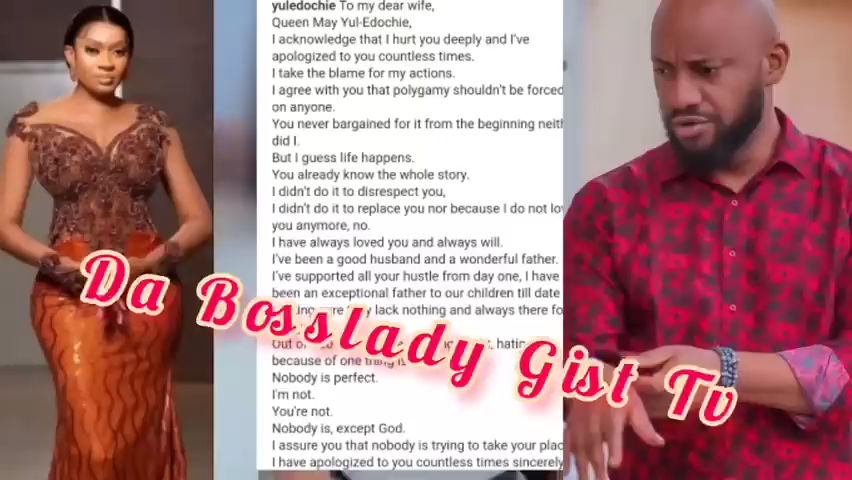 yuledochie To my dear wife,
Queen May Yul-Edochie,
I acknowledge that I hurt you deeply and I've
apologized to you countless times.
I take the blame for my actions.
I agree with you that polygamy shouldn't be forced
on anyone.
You never bargained for it from the beginning neith
did I.
But I guess life happens.
You already know the whole story.
I didn't do it to disrespect you,
I didn't do it to replace you nor because I do not lo
you anymore, no.
I have always loved you and always will.
I've been a good husband and a wonderful father.
I've supported all your hustle from day one, I have
been an exceptional father to our children till date
lack nothing and always there fo
Da Bosslady Gist Tv
because of one thing is
Nobody is perfect.
I'm not.
You're not.
Nobody is, except God.
I assure you that nobody is trying to take your plac
I have apologized to you countless times sincerely